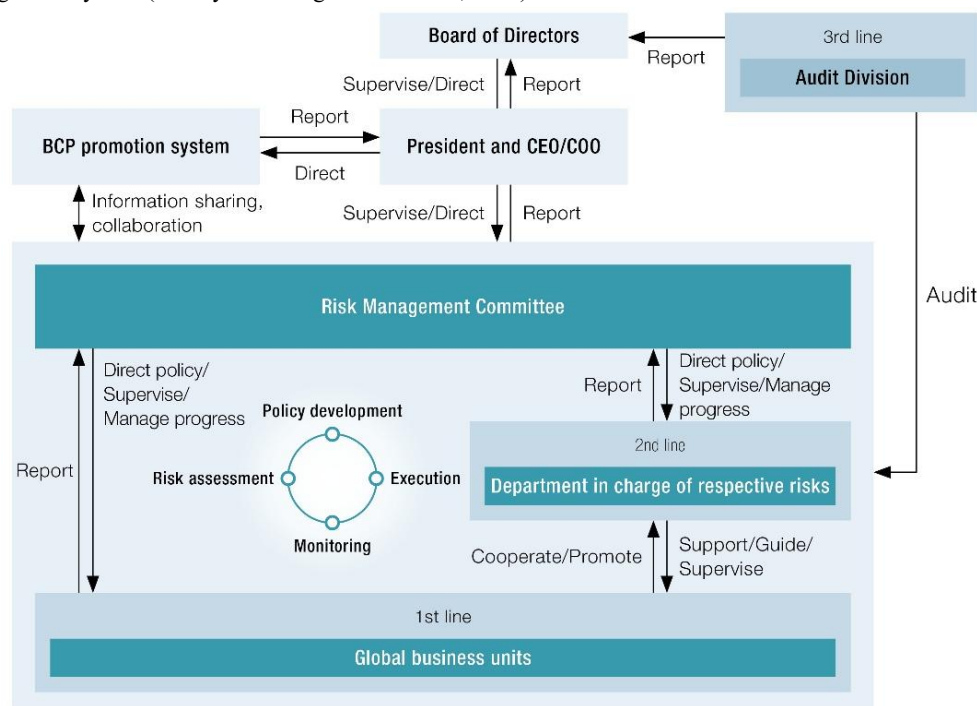 Board of Directors
3rd line
Audit Division
Report
Supervise/Direct
Report
BCP promotion system
Report
Direct
President and CEO/COO
Information sharing,
collaboration
Supervise/Direct
Report
Audit
Risk Management Committee
Direct policy/
Supervise/
Manage progress
Report
Policy development
Risk assessment
Execution
Monitoring
Report
Direct policy/
Supervise/Manage
progress
2nd line
Department in charge of respective risks
Cooperate/Promote
Support/Guide/
Supervise
1st line
Global business units